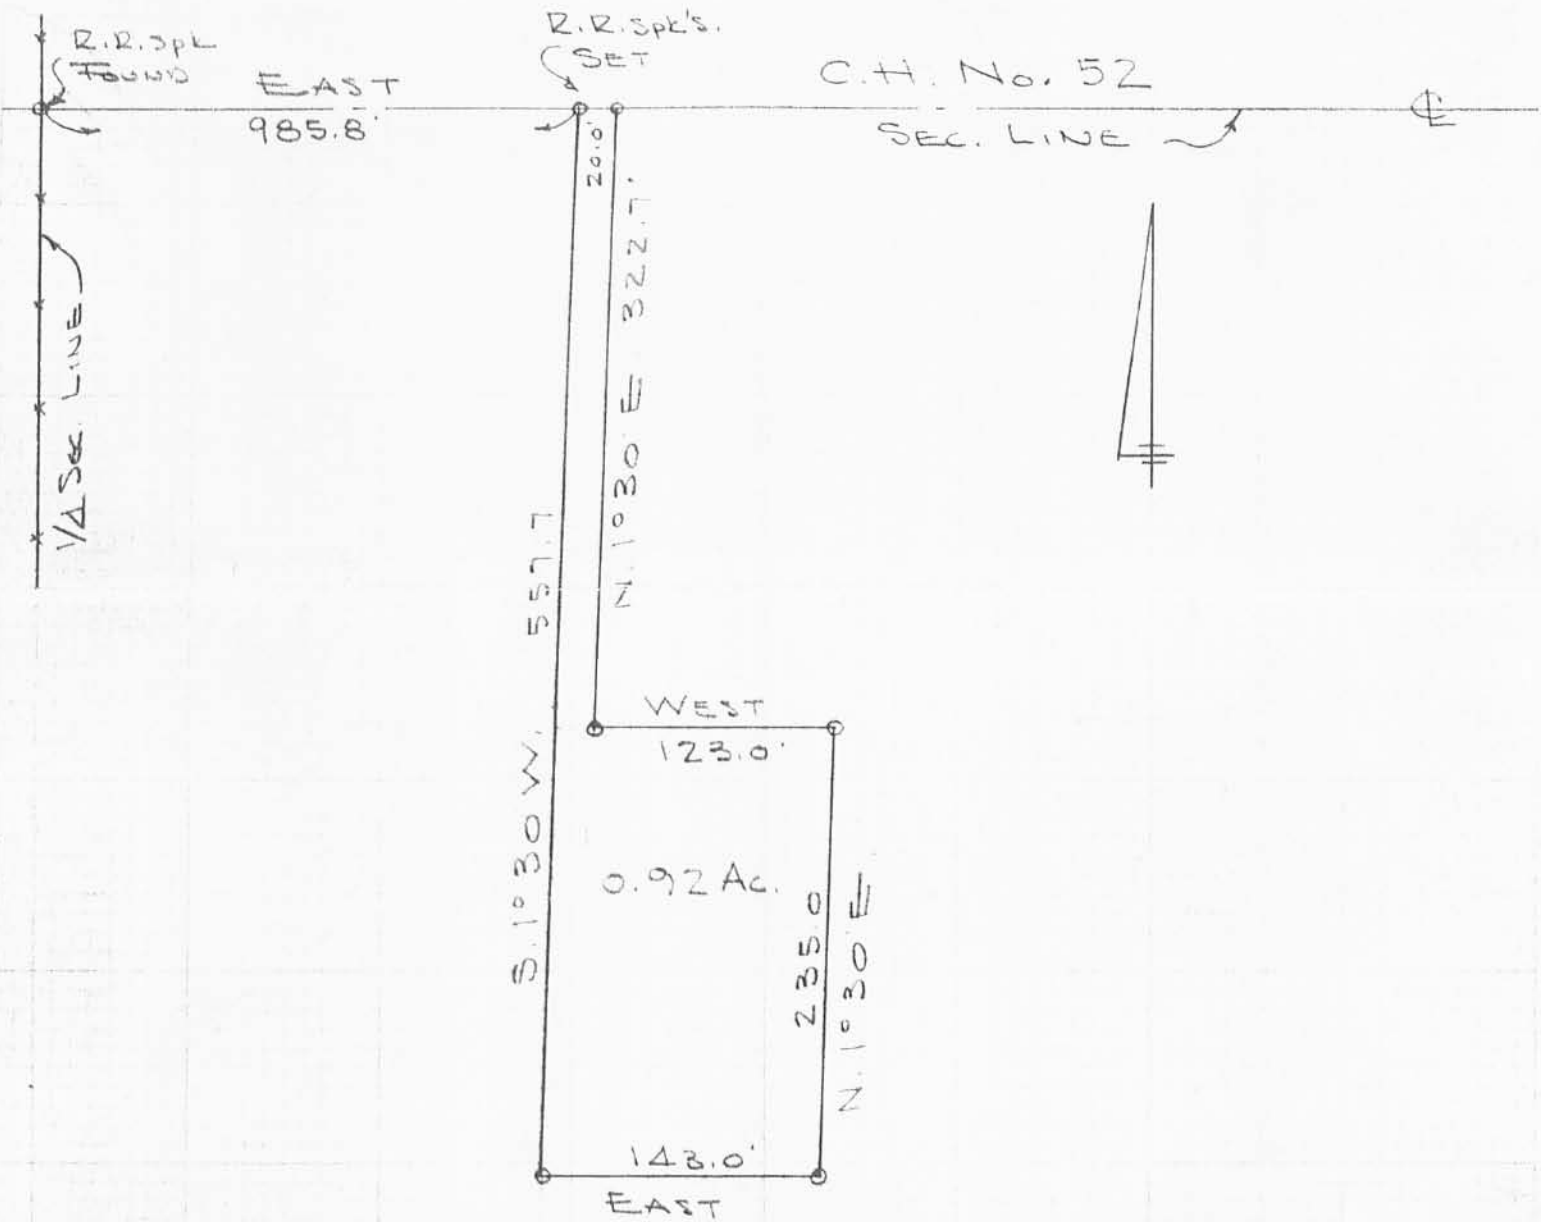 R.R. Spk
FOUND
R.R. Spk's.
SET
EAST
985.8'
C.H. No. 52
SEC. LINE
CL
20.0'
N. 1° 30 E 322.7'
1/4 Sec. LINE
S. 1° 30 W. 557.7
WEST
123.0'
0.92 Ac.
235.0
N. 1° 30 E
143.0'
EAST